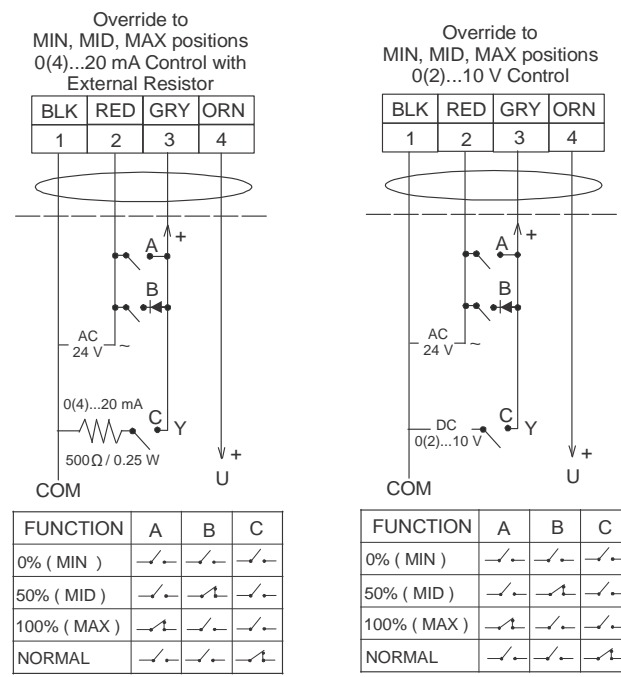 Override to
MIN, MID, MAX positions
0(4)...20 mA Control with
External Resistor
BLK RED GRY ORN
1 2 3 4
+
A
B
AC
24 V ~
0(4)...20 mA
C Y
500Ω / 0.25 W
+
U
COM
FUNCTION A B C
0% ( MIN )
50% ( MID )
100% ( MAX )
NORMAL
Override to
MIN, MID, MAX positions
0(2)...10 V Control
BLK RED GRY ORN
1 2 3 4
+
A
B
AC
24 V ~
C Y
DC
0(2)...10 V
+
U
COM
FUNCTION A B C
0% ( MIN )
50% ( MID )
100% ( MAX )
NORMAL